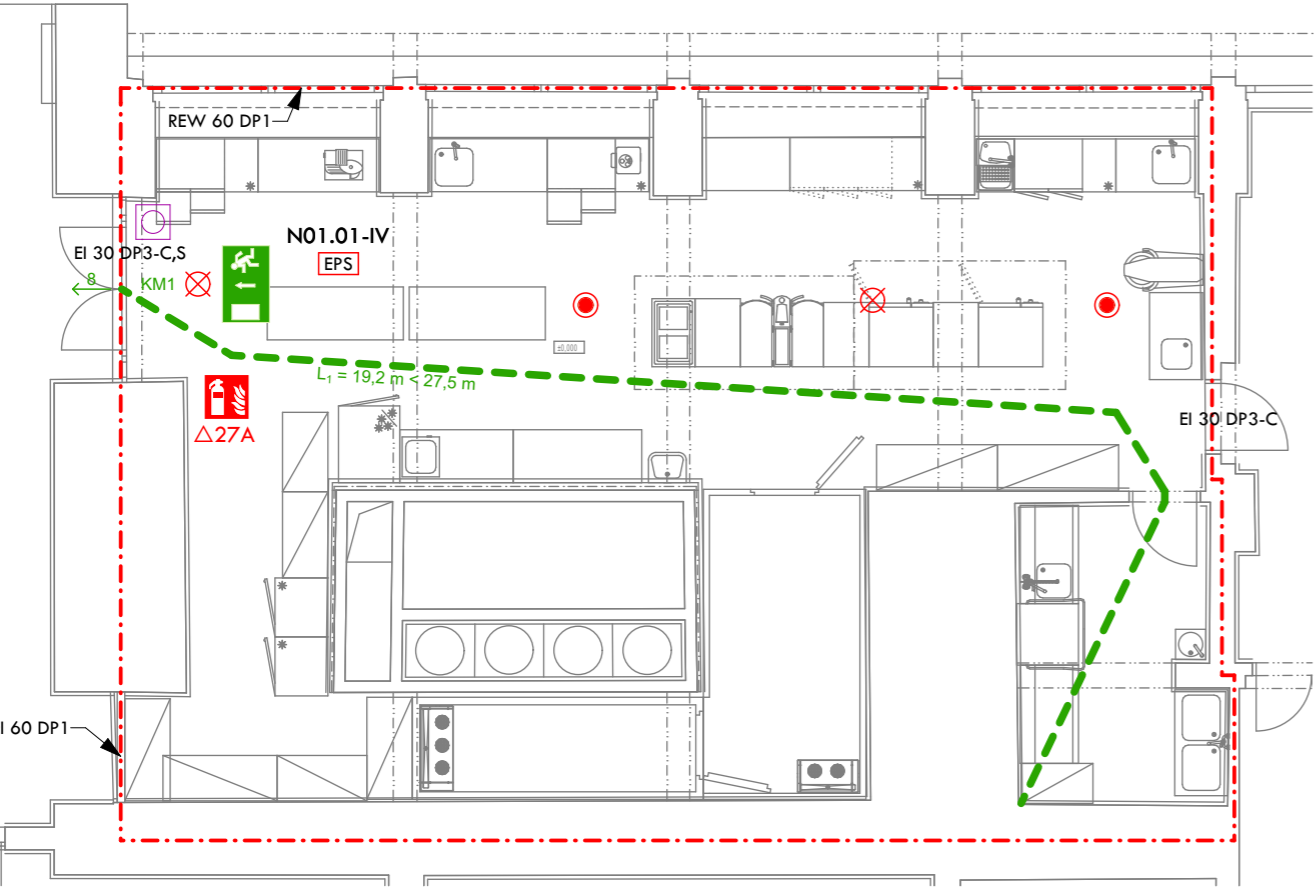 REW 60 DP1
N01.01-IV
EPS
EI 30 DP3-C,S
8
KM1
±0,000
L₁ = 19,2 m < 27,5 m
△27A
EI 30 DP3-C
I 60 DP1